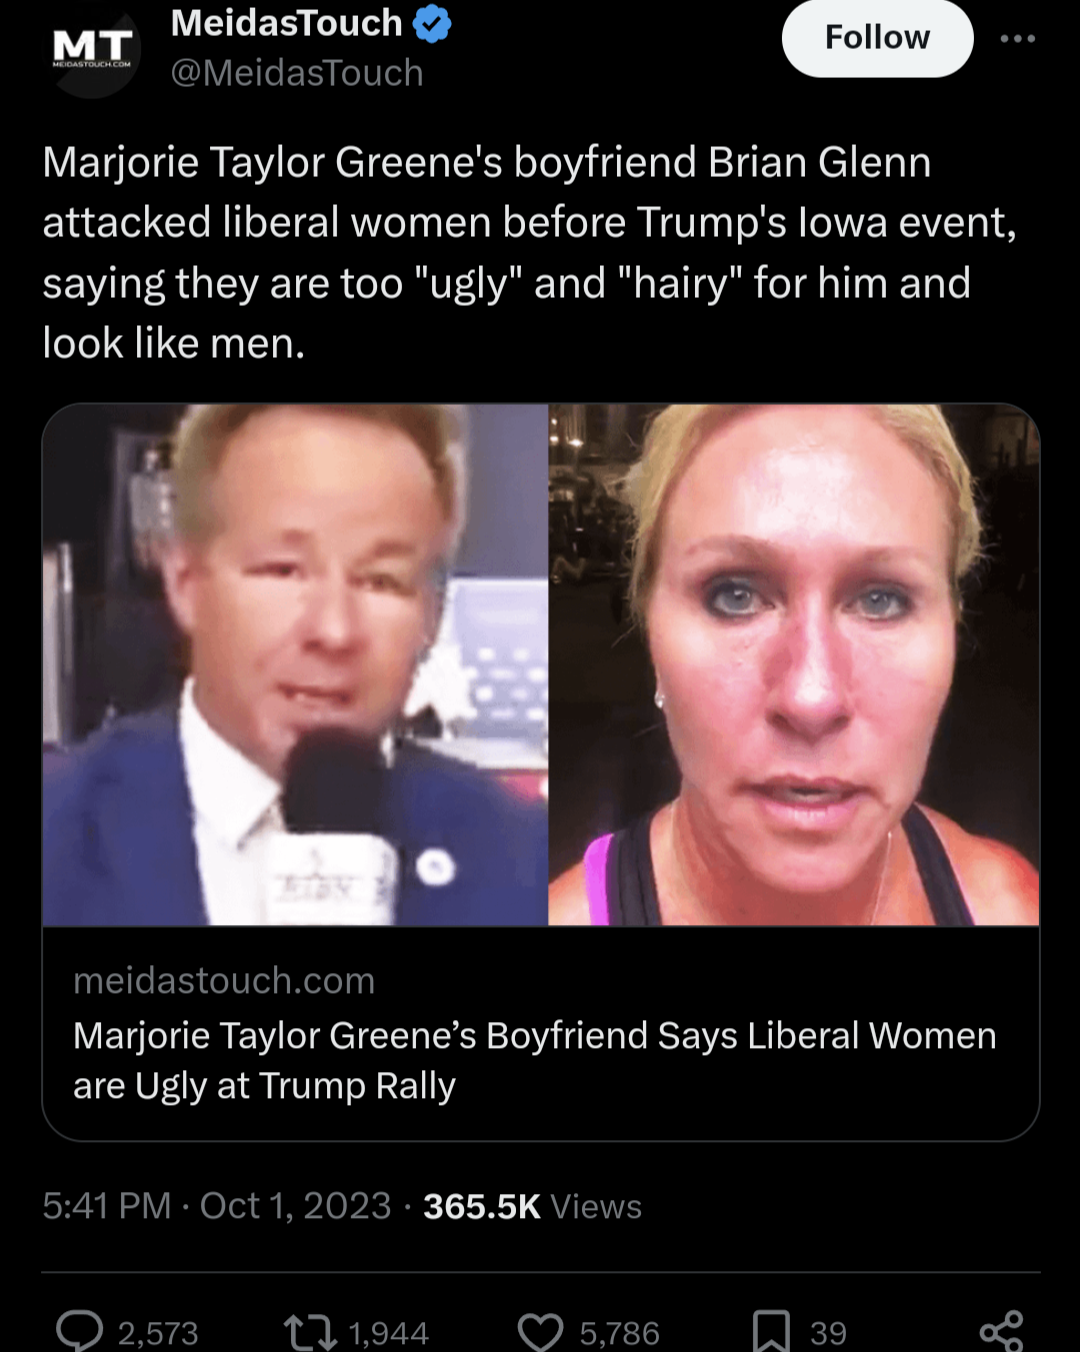 MT
MEIDASTOUCH.COM
MeidasTouch
@MeidasTouch
Follow
Marjorie Taylor Greene's boyfriend Brian Glenn
attacked liberal women before Trump's Iowa event,
saying they are too "ugly" and "hairy" for him and
look like men.
meidastouch.com
Marjorie Taylor Greene’s Boyfriend Says Liberal Women
are Ugly at Trump Rally
5:41 PM · Oct 1, 2023 · 365.5K Views
2,573 1,944 5,786 39